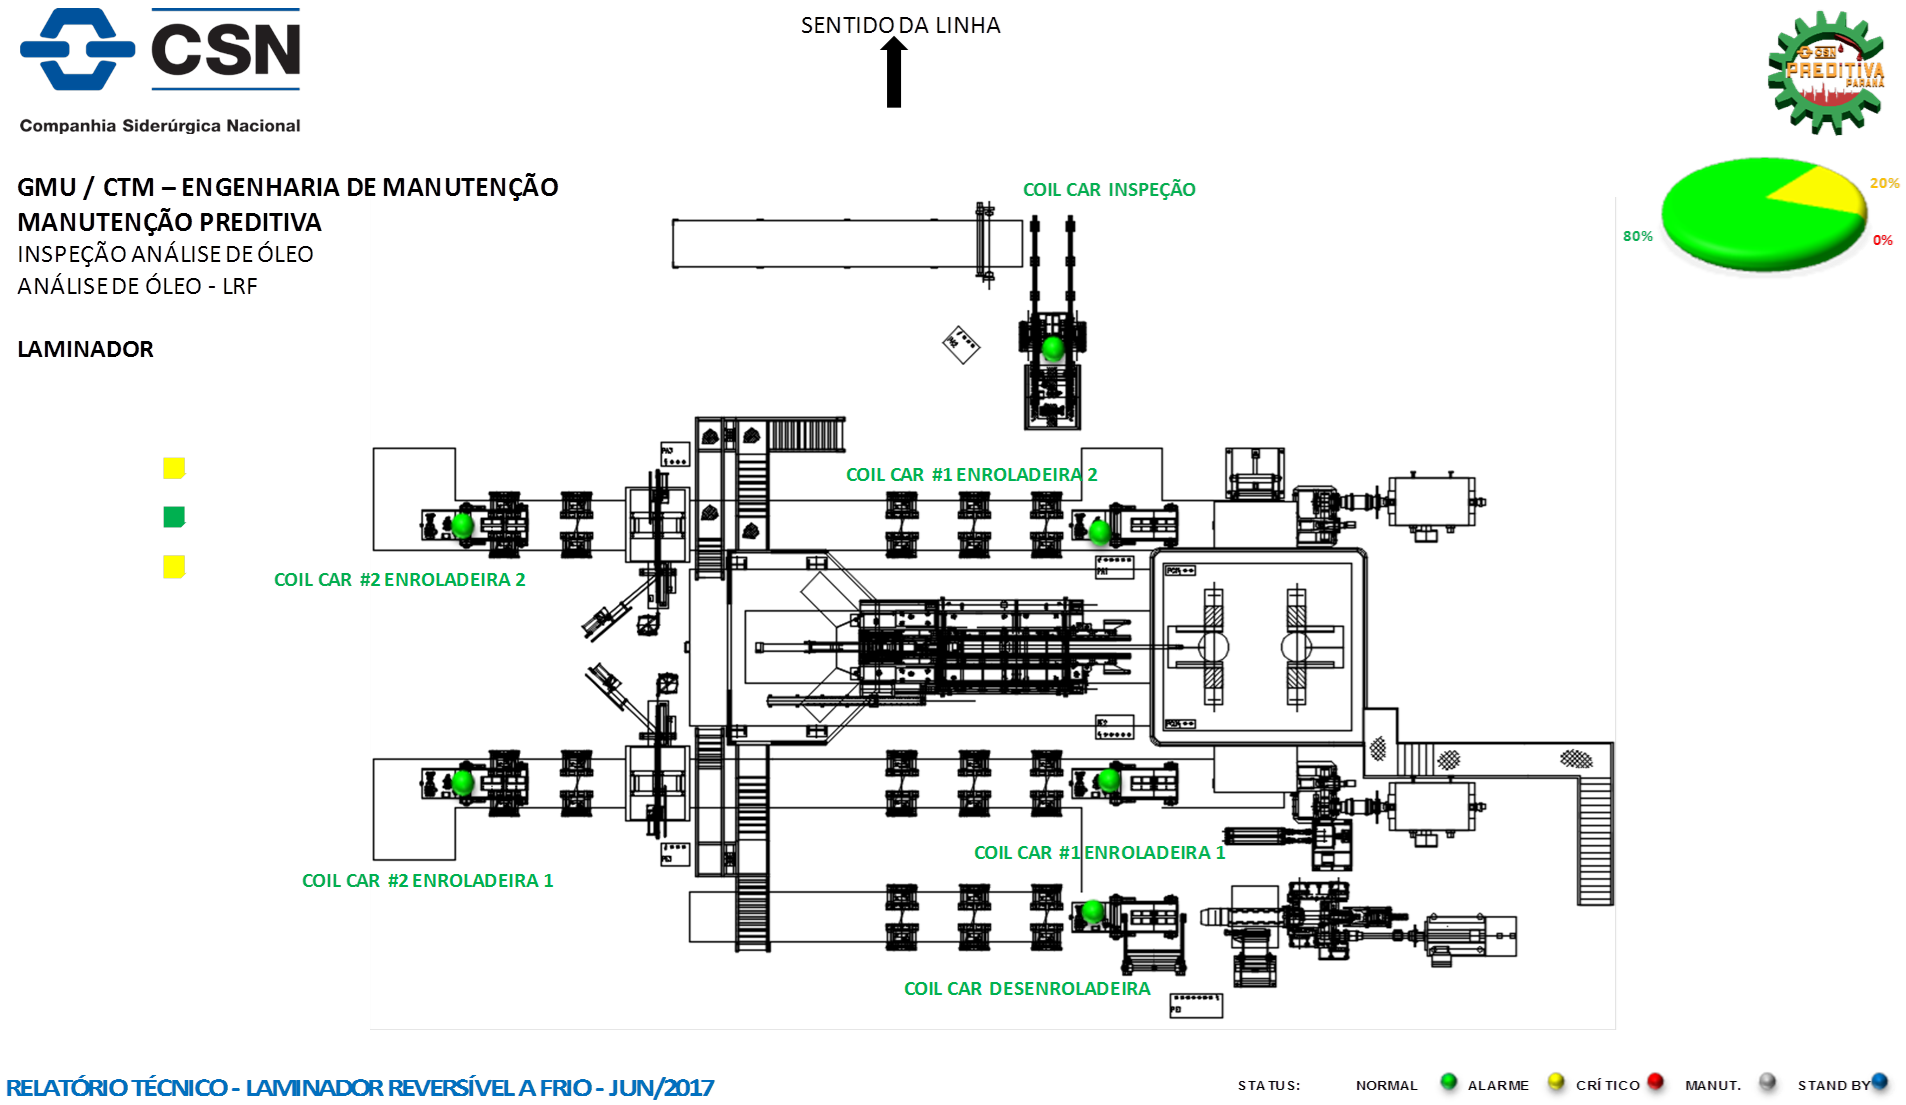 CSN
Companhia Siderúrgica Nacional
SENTIDO DA LINHA
CSN
PREDITIVA
PARANÁ
GMU / CTM – ENGENHARIA DE MANUTENÇÃO
MANUTENÇÃO PREDITIVA
INSPEÇÃO ANÁLISE DE ÓLEO
ANÁLISE DE ÓLEO - LRF
LAMINADOR
20%
80%
0%
COIL CAR INSPEÇÃO
COIL CAR #1 ENROLADEIRA 2
COIL CAR #2 ENROLADEIRA 2
COIL CAR #1 ENROLADEIRA 1
COIL CAR #2 ENROLADEIRA 1
COIL CAR DESENROLADEIRA
RELATÓRIO TÉCNICO - LAMINADOR REVERSÍVEL A FRIO - JUN/2017
STATUS: NORMAL ALARME CRÍTICO MANUT. STAND BY